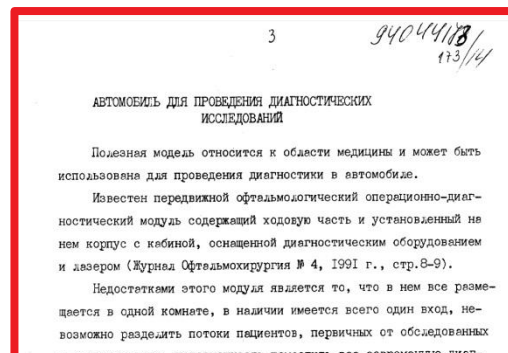 3
94044173/
173/14
АВТОМОБИЛЬ ДЛЯ ПРОВЕДЕНИЯ ДИАГНОСТИЧЕСКИХ
ИССЛЕДОВАНИЙ
Полезная модель относится к области медицины и может быть
использована для проведения диагностики в автомобиле.
Известен передвижной офтальмологический операционно-диаг-
ностический модуль содержащий ходовую часть и установленный на
нем корпус с кабиной, оснащенной диагностическим оборудованием
и лазером (Журнал Офтальмохирургия № 4, 1991 г., стр.8-9).
Недостатками этого модуля является то, что в нем все разме-
щается в одной комнате, в наличии имеется всего один вход, не-
возможно разделить потоки пациентов, первичных от обследованных